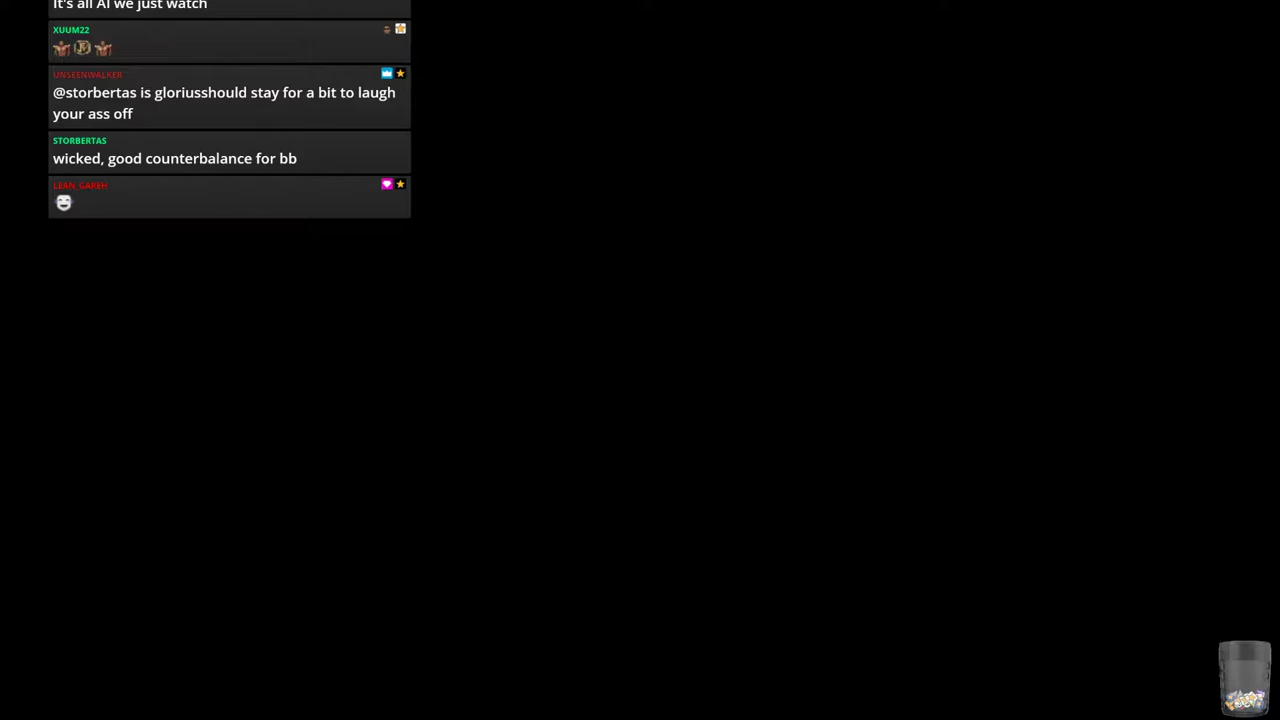 It's all AI we just watch
XUUM22
UNSEENWALKER
@storbertas is gloriusshould stay for a bit to laugh
your ass off
STORBERTAS
wicked, good counterbalance for bb
LEAN_GAREH